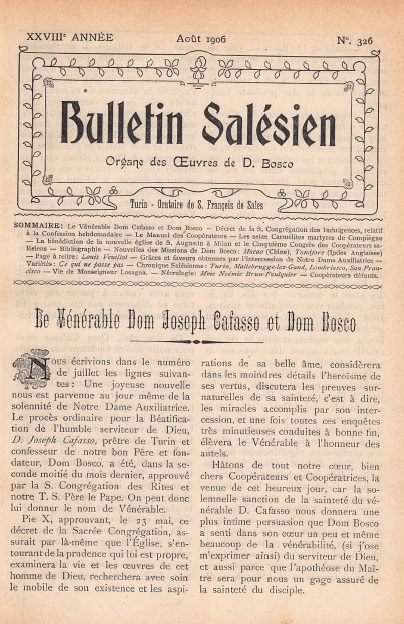 XXVIIIᵉ ANNÉE Août 1906 Nº. 326
Bulletin Salésien
Organe des Œuvres de D. Bosco
Turin - Oratoire de S. François de Sales
SOMMAIRE: Le Vénérable Dom Cafasso et Dom Bosco — Décret de la S. Congrégation des Indulgences, relatif
à la Confession hebdomadaire — Le Manuel des Coopérateurs — Les seize Carmélites martyres de Compiègne
— La bénédiction de la nouvelle église de S. Augustin à Milan et le Cinquième Congrès des Coopérateurs sa-
lésiens — Bibliographie — Nouvelles des Missions de Dom Bosco: Macao (Chine), Tandjore (Indes Anglaises)
— Page à relire: Louis Veuillot — Grâces et faveurs obtenues par l'intercession de Notre Dame Auxiliatrice —
Variétés: Ce qui ne passe pas — Chronique Salésienne: Turin, Mallebrugge-lez-Gand, Londrivesco, San Fran-
cisco — Vie de Monseigneur Lasagna. — Nécrologie: Mme Noémie Brun-Foulquier — Coopérateurs défunts.
Le Vénérable Dom Joseph Cafasso et Dom Bosco
Nous écrivions dans le numéro
de juillet les lignes suivan-
tes: Une joyeuse nouvelle
nous est parvenue au jour même de la
solennité de Notre Dame Auxiliatrice.
Le procès ordinaire pour la Béatifica-
tion de l'humble serviteur de Dieu,
D. Joseph Cafasso, prêtre de Turin et
confesseur de notre bon Père et fon-
dateur, Dom Bosco, a été, dans la se-
conde moitié du mois dernier, approuvé
par la S. Congrégation des Rites et
notre T. S. Père le Pape. On peut donc
lui donner le nom de Vénérable.
Pie X, approuvant, le 23 mai, ce
décret de la Sacrée Congrégation, as-
surait par là-même que l'Église, s'en-
tourant de la prudence qui lui est propre,
examinera la vie et les œuvres de cet
homme de Dieu, recherchera avec soin
le mobile de son existence et les aspi-
rations de sa belle âme, considèrera
dans les moindres détails l'héroïsme de
ses vertus, discutera les preuves sur-
naturelles de sa sainteté, c'est à dire,
les miracles accomplis par son inter-
cession, et une fois toutes ces enquêtes
très minutieuses conduites à bonne fin,
élèvera le Vénérable à l'honneur des
autels.
Hâtons de tout notre cœur, bien
chers Coopérateurs et Coopératrices, la
venue de cet heureux jour, car la so-
lemnelle sanction de la sainteté du vé-
nérable D. Cafasso nous donnera une
plus intime persuasion que Dom Bosco
a senti dans son cœur un peu et même
beaucoup de la vénérabilité, (si j'ose
m'exprimer ainsi) du serviteur de Dieu,
et aussi parce que l'apothéose du Maî-
tre sera pour nous un gage assuré de
la sainteté du disciple.